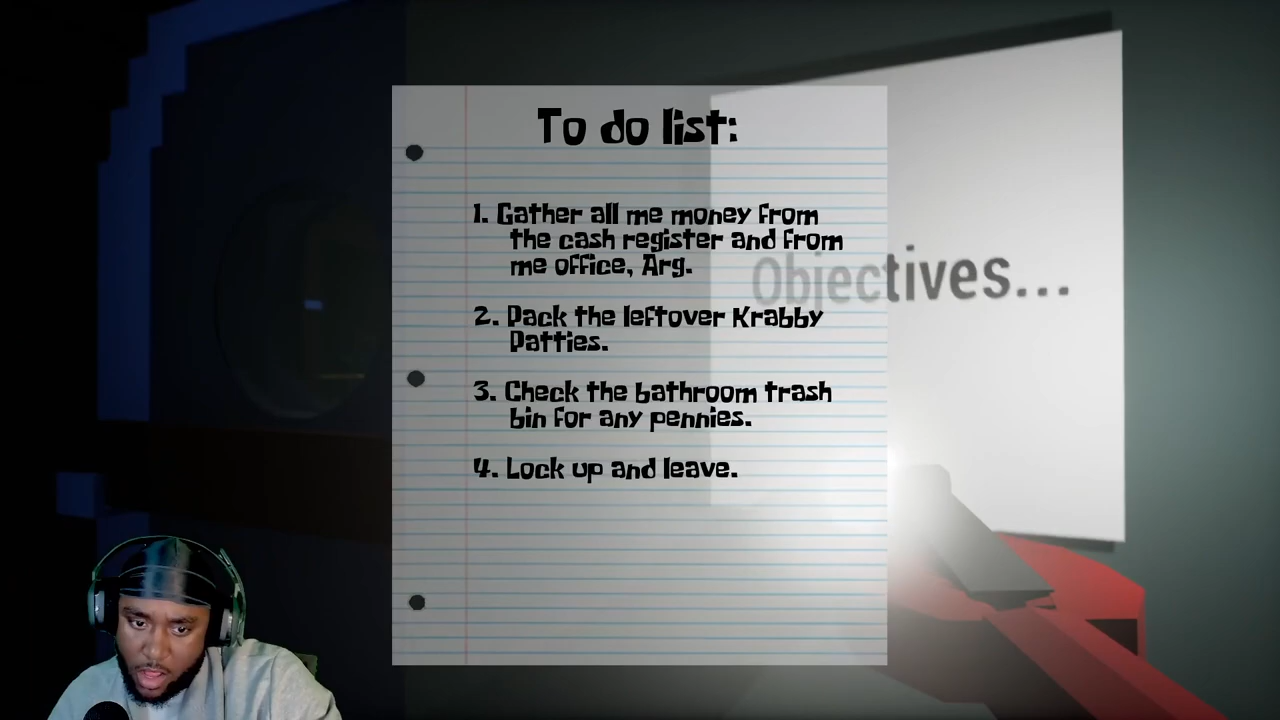 To do list:
1. Gather all me money from
the cash register and from
me office, Arg.
2. Pack the leftover Krabby
Patties.
3. Check the bathroom trash
bin for any pennies.
4. Lock up and leave.
Objectives...